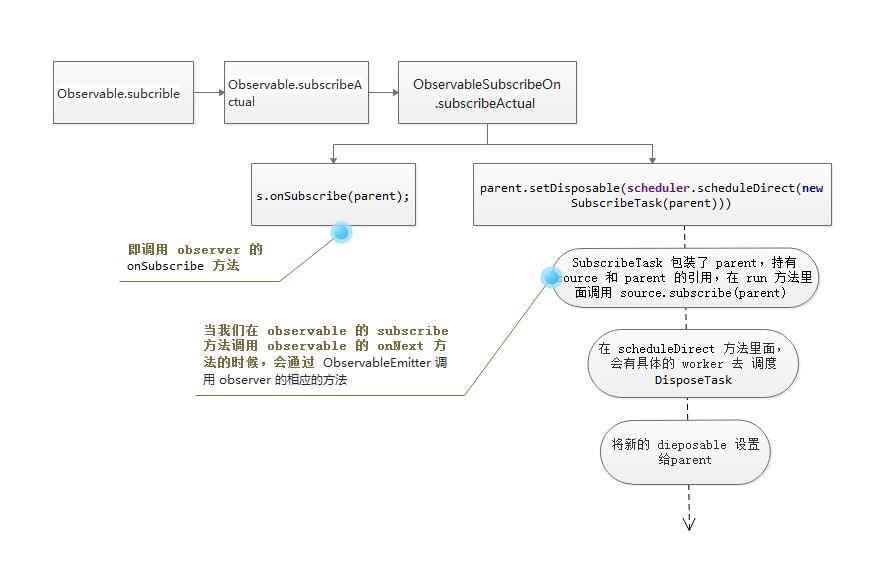 Observable.subcrible
Observable.subscribeA
ctual
ObservableSubscribeOn
.subscribeActual
s.onSubscribe(parent);
parent.setDisposable(scheduler.scheduleDirect(new
SubscribeTask(parent)))
即调用 observer 的
onSubscribe 方法
SubscribeTask 包装了 parent，持有
ource 和 parent 的引用，在 run 方法里
面调用 source.subscribe(parent)
当我们在 observable 的 subscribe
方法调用 observable 的 onNext 方
法的时候，会通过 ObservableEmitter 调
用 observer 的相应的方法
在 scheduleDirect 方法里面，
会有具体的 worker 去 调度
DisposeTask
将新的 dieposable 设置
给parent